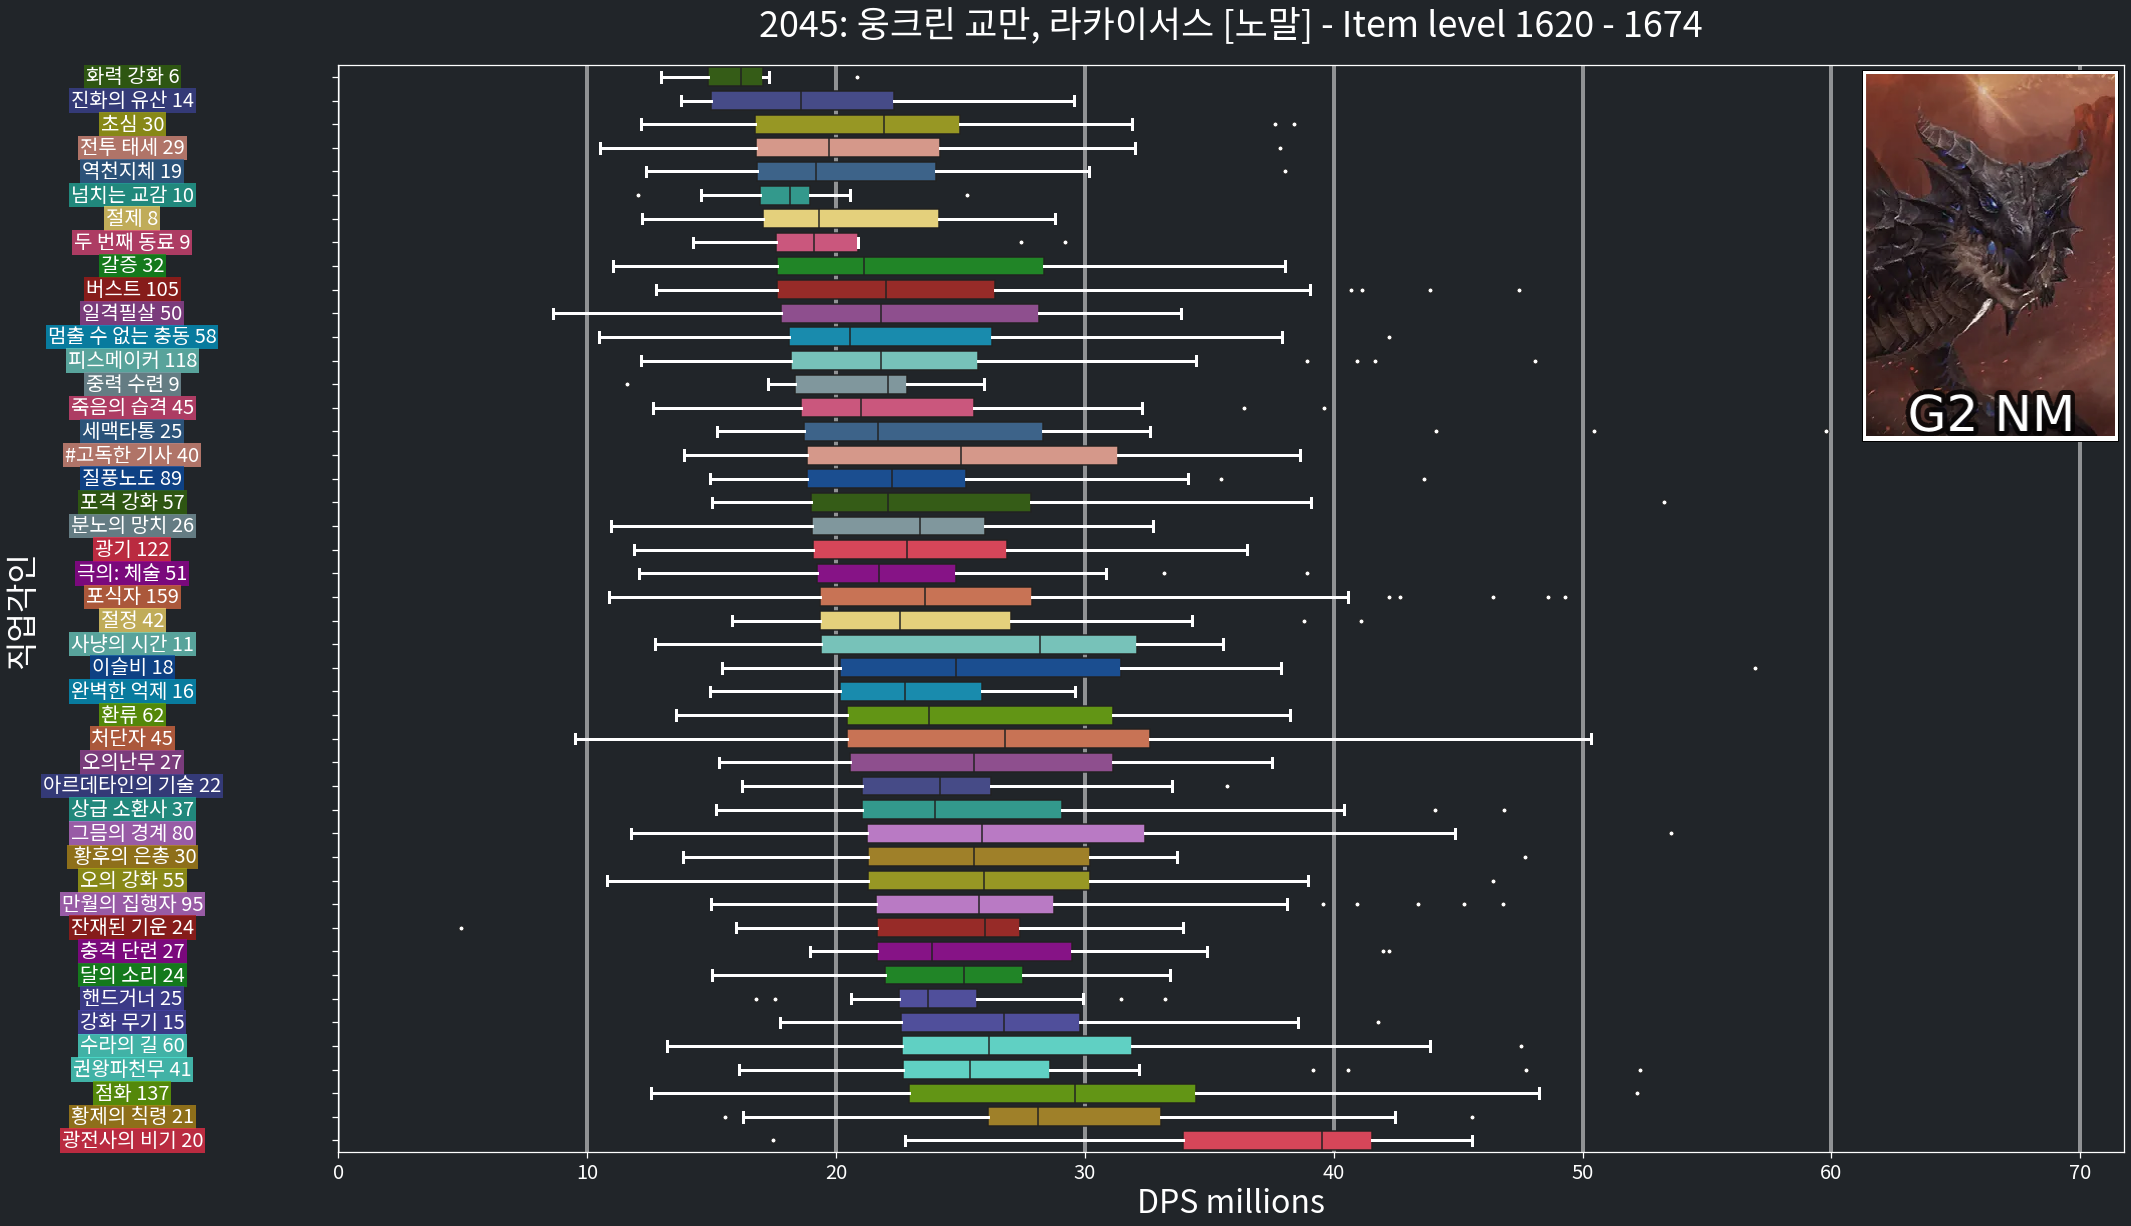 2045: 웅크린 교만, 라카이서스 [노말] - Item level 1620 - 1674
화력 강화 6
진화의 유산 14
초심 30
전투 태세 29
역천지체 19
넘치는 교감 10
절제 8
두 번째 동료 9
갈증 32
버스트 105
일격필살 50
멈출 수 없는 충동 58
피스메이커 118
중력 수련 9
죽음의 습격 45
세맥타통 25
#고독한 기사 40
질풍노도 89
포격 강화 57
분노의 망치 26
광기 122
극의: 체술 51
포식자 159
절정 42
사냥의 시간 11
이슬비 18
완벽한 억제 16
환류 62
처단자 45
오의난무 27
아르데타인의 기술 22
상급 소환사 37
그믐의 경계 80
황후의 은총 30
오의 강화 55
만월의 집행자 95
잔재된 기운 24
충격 단련 27
달의 소리 24
핸드거너 25
강화 무기 15
수라의 길 60
권왕파천무 41
점화 137
황제의 칙령 21
광전사의 비기 20
직업각인
G2 NM
0 10 20 30 40 50 60 70
DPS millions